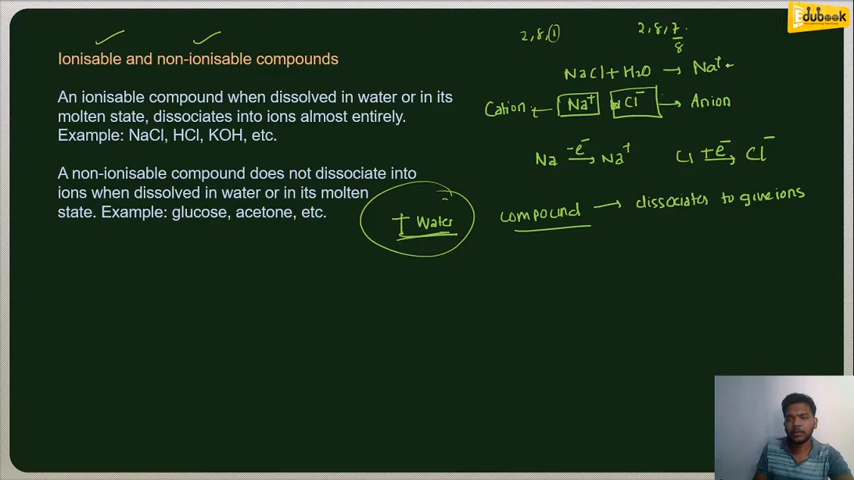 Edubook
Ionisable and non-ionisable compounds
An ionisable compound when dissolved in water or in its
molten state, dissociates into ions almost entirely.
Example: NaCl, HCl, KOH, etc.
A non-ionisable compound does not dissociate into
ions when dissolved in water or in its molten
state. Example: glucose, acetone, etc.
+ Water
2,8,1
2,8,7
8
NaCl + H2O → Na+ ←
Cation ← Na+ Cl- → Anion
Na -e-→ Na+ Cl +e-→ Cl-
compound → dissociates to give ions